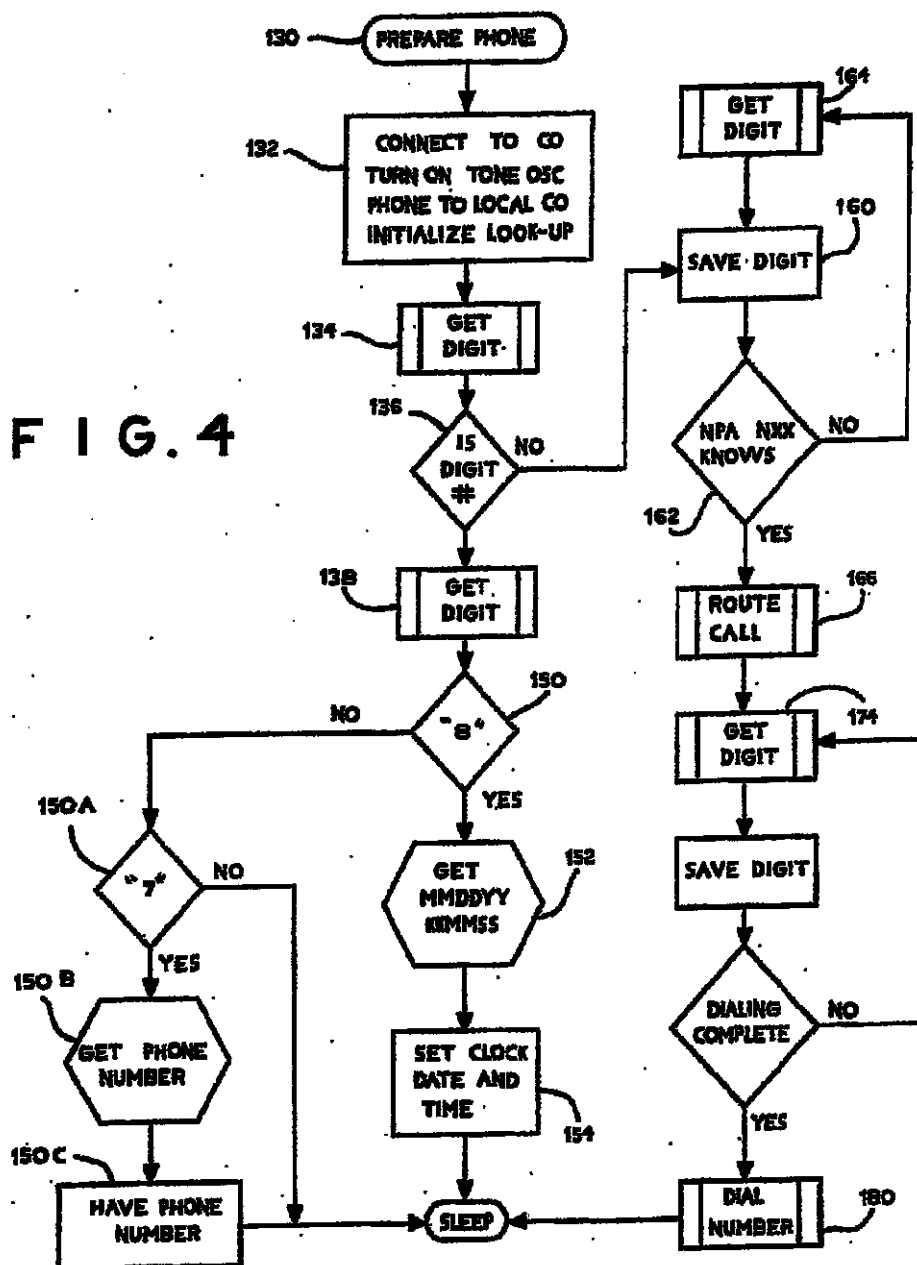 130
PREPARE PHONE
132
CONNECT TO CO
TURN ON TONE OSC
PHONE TO LOCAL CO
INITIALIZE LOOK-UP
134
GET
DIGIT
136
IS
DIGIT
#
NO
FIG. 4
138
GET
DIGIT
150
"8"
NO
YES
150A
"7"
NO
YES
150B
GET PHONE
NUMBER
150C
HAVE PHONE
NUMBER
152
GET
MMDDYY
KKMMSS
SET CLOCK
DATE AND
TIME
154
SLEEP
164
GET
DIGIT
160
SAVE DIGIT
NPA NXX
KNOWS
NO
162
YES
ROUTE
CALL
166
GET
DIGIT
174
SAVE DIGIT
DIALING
COMPLETE
NO
YES
DIAL
NUMBER
180